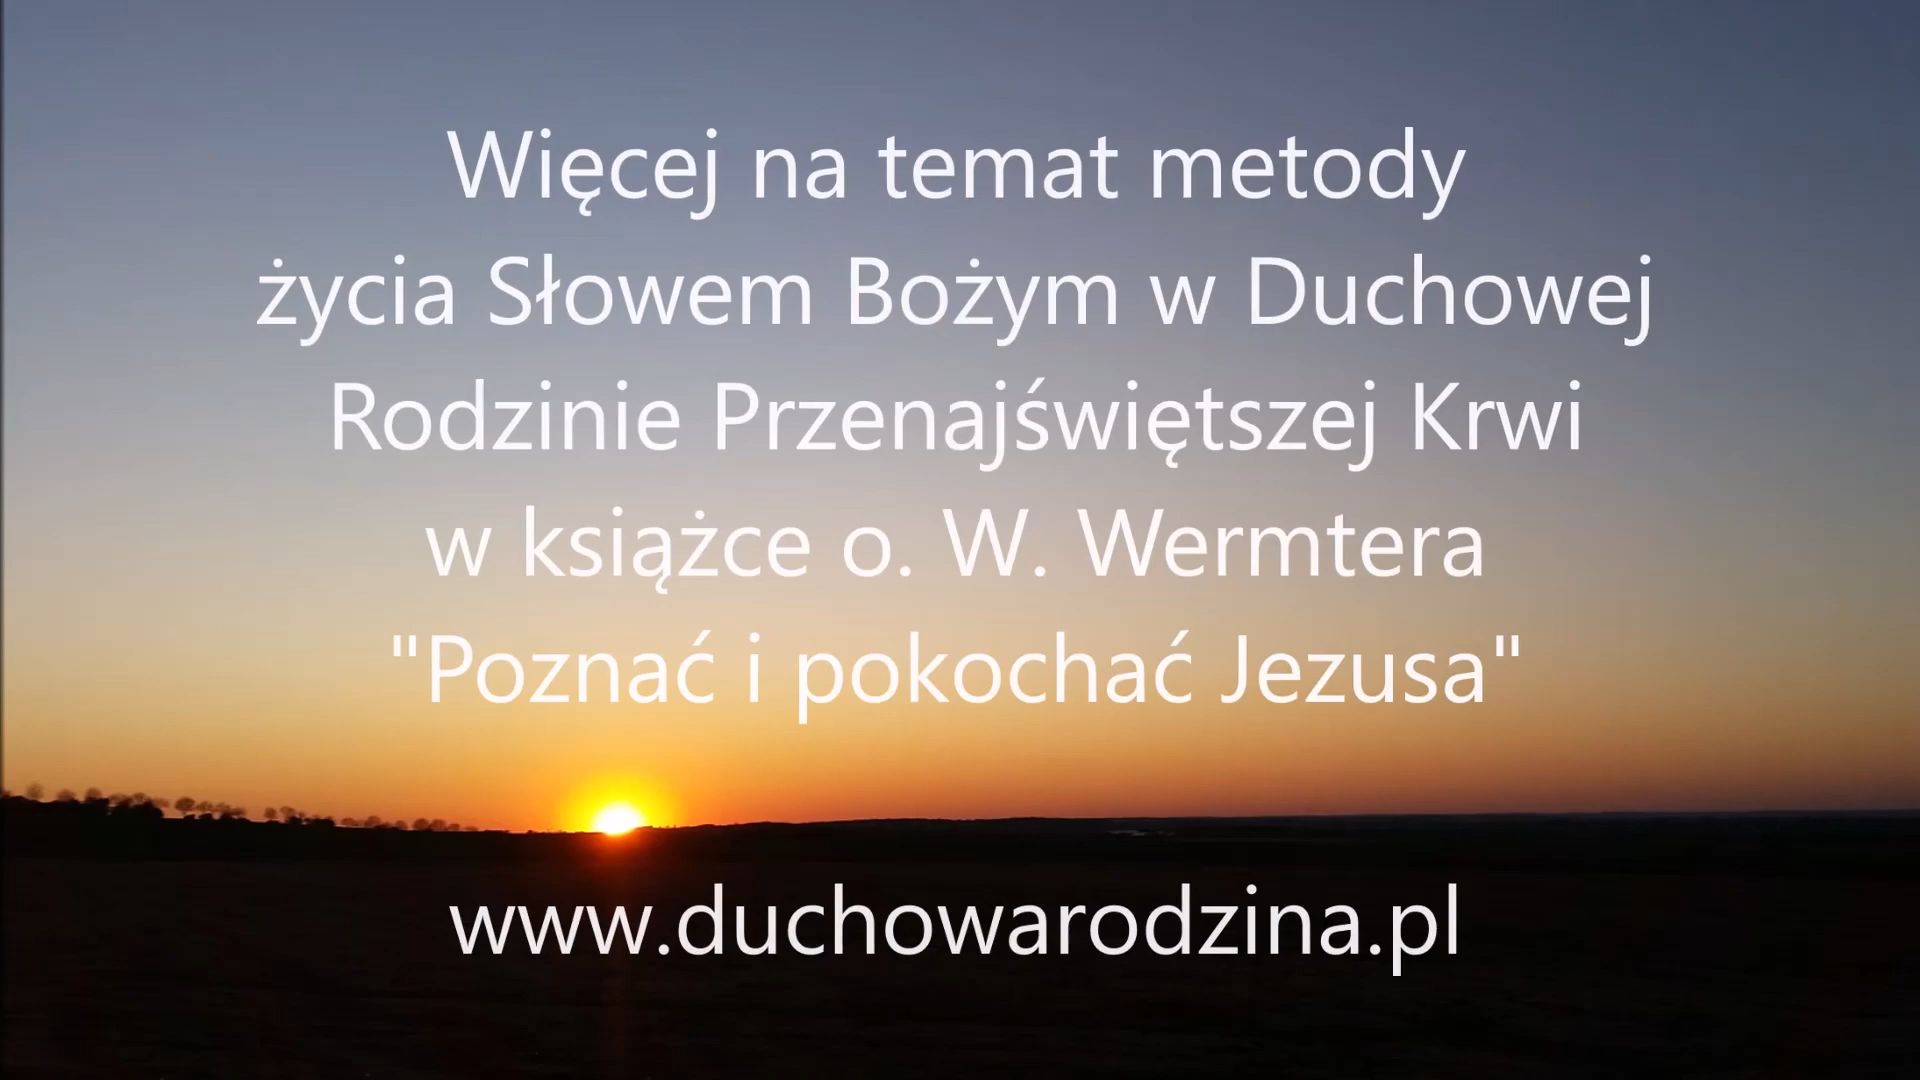 Więcej na temat metody
życia Słowem Bożym w Duchowej
Rodzinie Przenajświętszej Krwi
w książce o. W. Wermtera
"Poznać i pokochać Jezusa"
www.duchowarodzina.pl